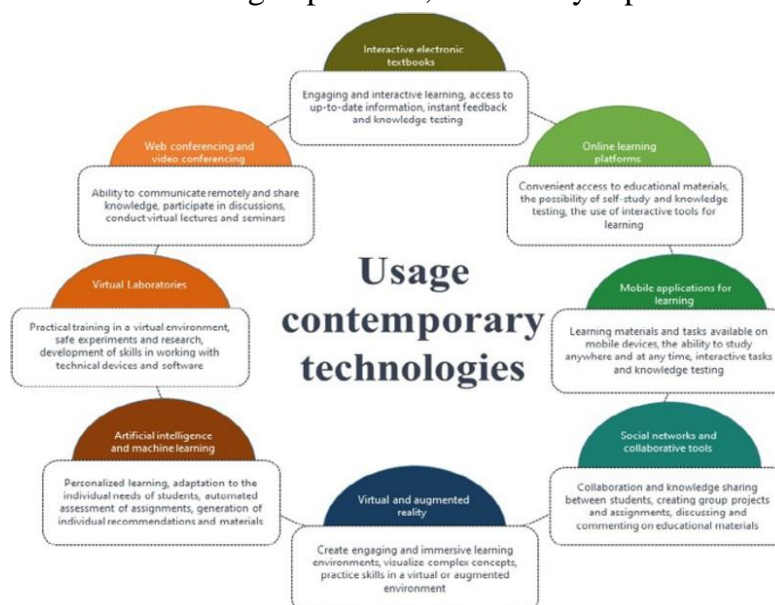 Interactive electronic
textbooks
Engaging and interactive learning, access to
up-to-date information, instant feedback
and knowledge testing
Web conferencing and
video conferencing
Ability to communicate remotely and share
knowledge, participate in discussions,
conduct virtual lectures and seminars
Online learning
platforms
Convenient access to educational materials,
the possibility of self-study and knowledge
testing, the use of interactive tools for
learning
Virtual Laboratories
Practical training in a virtual environment,
safe experiments and research,
development of skills in working with
technical devices and software
Usage
contemporary
technologies
Mobile applications for
learning
Learning materials and tasks available on
mobile devices, the ability to study
anywhere and at any time, interactive tasks
and knowledge testing
Artificial intelligence
and machine learning
Personalized learning, adaptation to the
individual needs of students, automated
assessment of assignments, generation of
individual recommendations and materials
Virtual and augmented
reality
Create engaging and immersive learning
environments, visualize complex concepts,
practice skills in a virtual or augmented
environment
Social networks and
collaborative tools
Collaboration and knowledge sharing
between students, creating group projects
and assignments, discussing and
commenting on educational materials